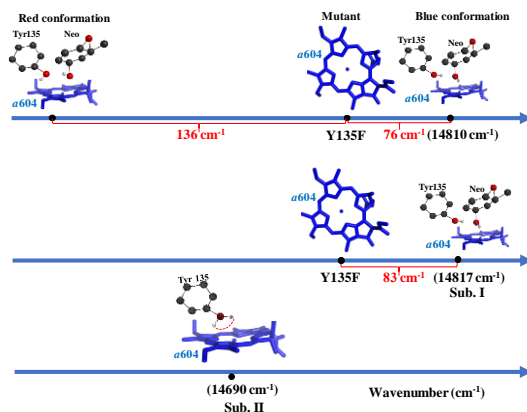 Red conformation
Mutant
Blue conformation
Tyr135
Neo
Tyr135
Neo
a604
a604
a604
136 cm-1
Y135F
76 cm-1
(14810 cm-1)
Tyr135
Neo
a604
a604
Y135F
83 cm-1
(14817 cm-1)
Sub. I
Tyr 135
a604
(14690 cm-1)
Wavenumber (cm-1)
Sub. II